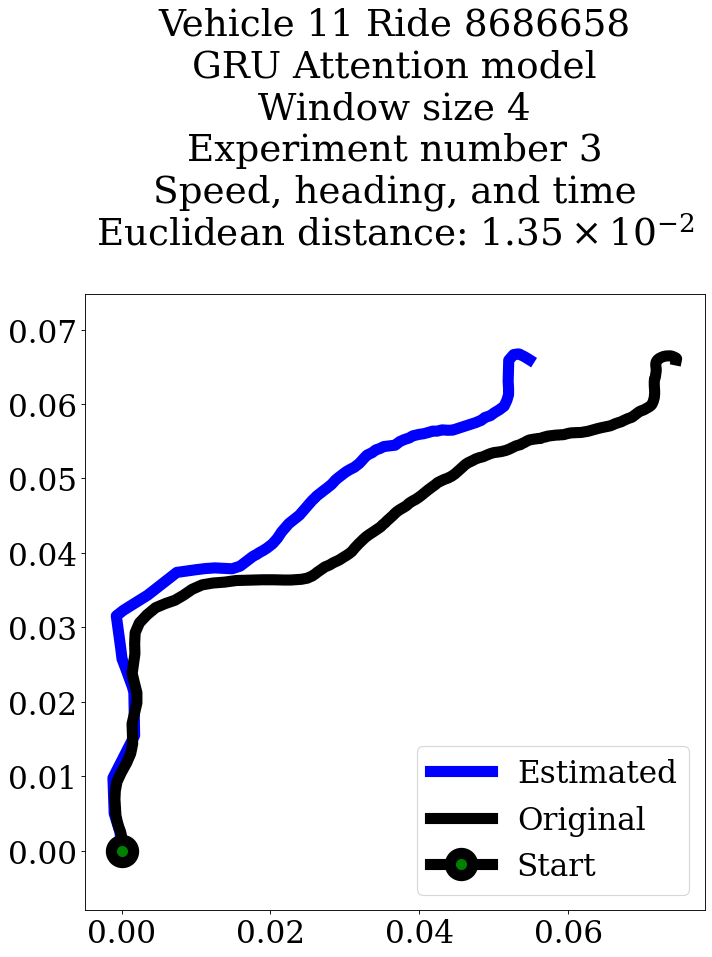 Vehicle 11 Ride 8686658
GRU Attention model
Window size 4
Experiment number 3
Speed, heading, and time
Euclidean distance: 1.35 × 10⁻²
0.07
0.06
0.05
0.04
0.03
0.02
0.01
0.00
Estimated
Original
Start
0.00 0.02 0.04 0.06